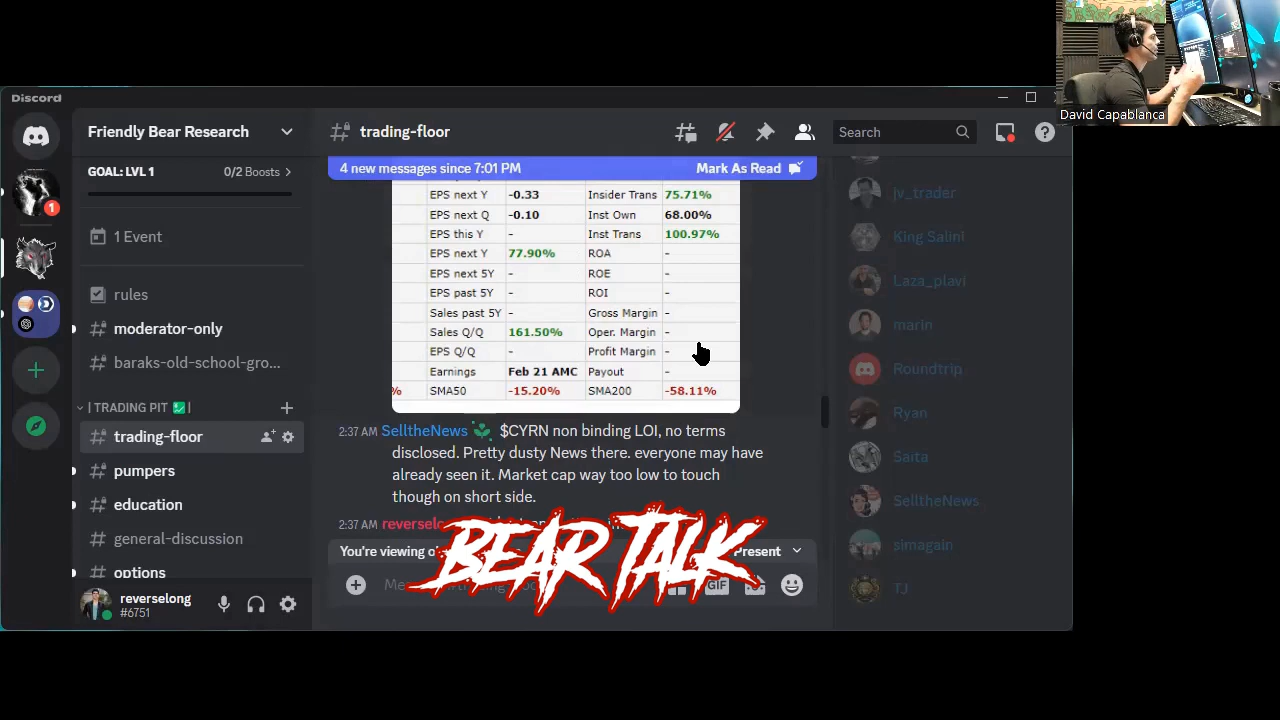 David Capablanca
Discord
Friendly Bear Research
trading-floor
Search
GOAL: LVL 1
0/2 Boosts
4 new messages since 7:01 PM
Mark As Read
1 Event
rules
moderator-only
baraks-old-school-gro...
| TRADING PIT | 
trading-floor
pumpers
education
general-discussion
options
reverselong
#6751
EPS next Y -0.33 Insider Trans 75.71%
EPS next Q -0.10 Inst Own 68.00%
EPS this Y - Inst Trans 100.97%
EPS next Y 77.90% ROA -
EPS next 5Y - ROE -
EPS past 5Y - ROI -
Sales past 5Y - Gross Margin -
Sales Q/Q 161.50% Oper. Margin -
EPS Q/Q - Profit Margin -
Earnings Feb 21 AMC Payout -
% SMA50 -15.20% SMA200 -58.11%
2:37 AM SelltheNews $CYRN non binding LOI, no terms
disclosed. Pretty dusty News there. everyone may have
already seen it. Market cap way too low to touch
though on short side.
2:37 AM
You're viewing
Present
GIF
BEAR TALK
jv_trader
King Salini
Laza_plavi
marin
Roundtrip
Ryan
Saita
SelltheNews
simagain
TJ
1